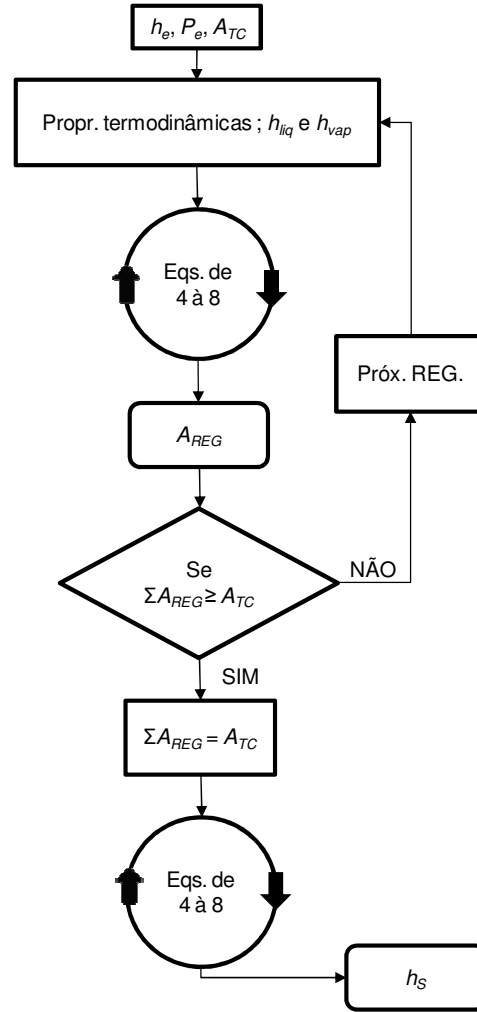 h_e, P_e, A_TC
Propr. termodinâmicas ; h_liq e h_vap
Eqs. de
4 à 8
Próx. REG.
A_REG
Se
ΣA_REG ≥ A_TC
NÃO
SIM
ΣA_REG = A_TC
Eqs. de
4 à 8
h_S